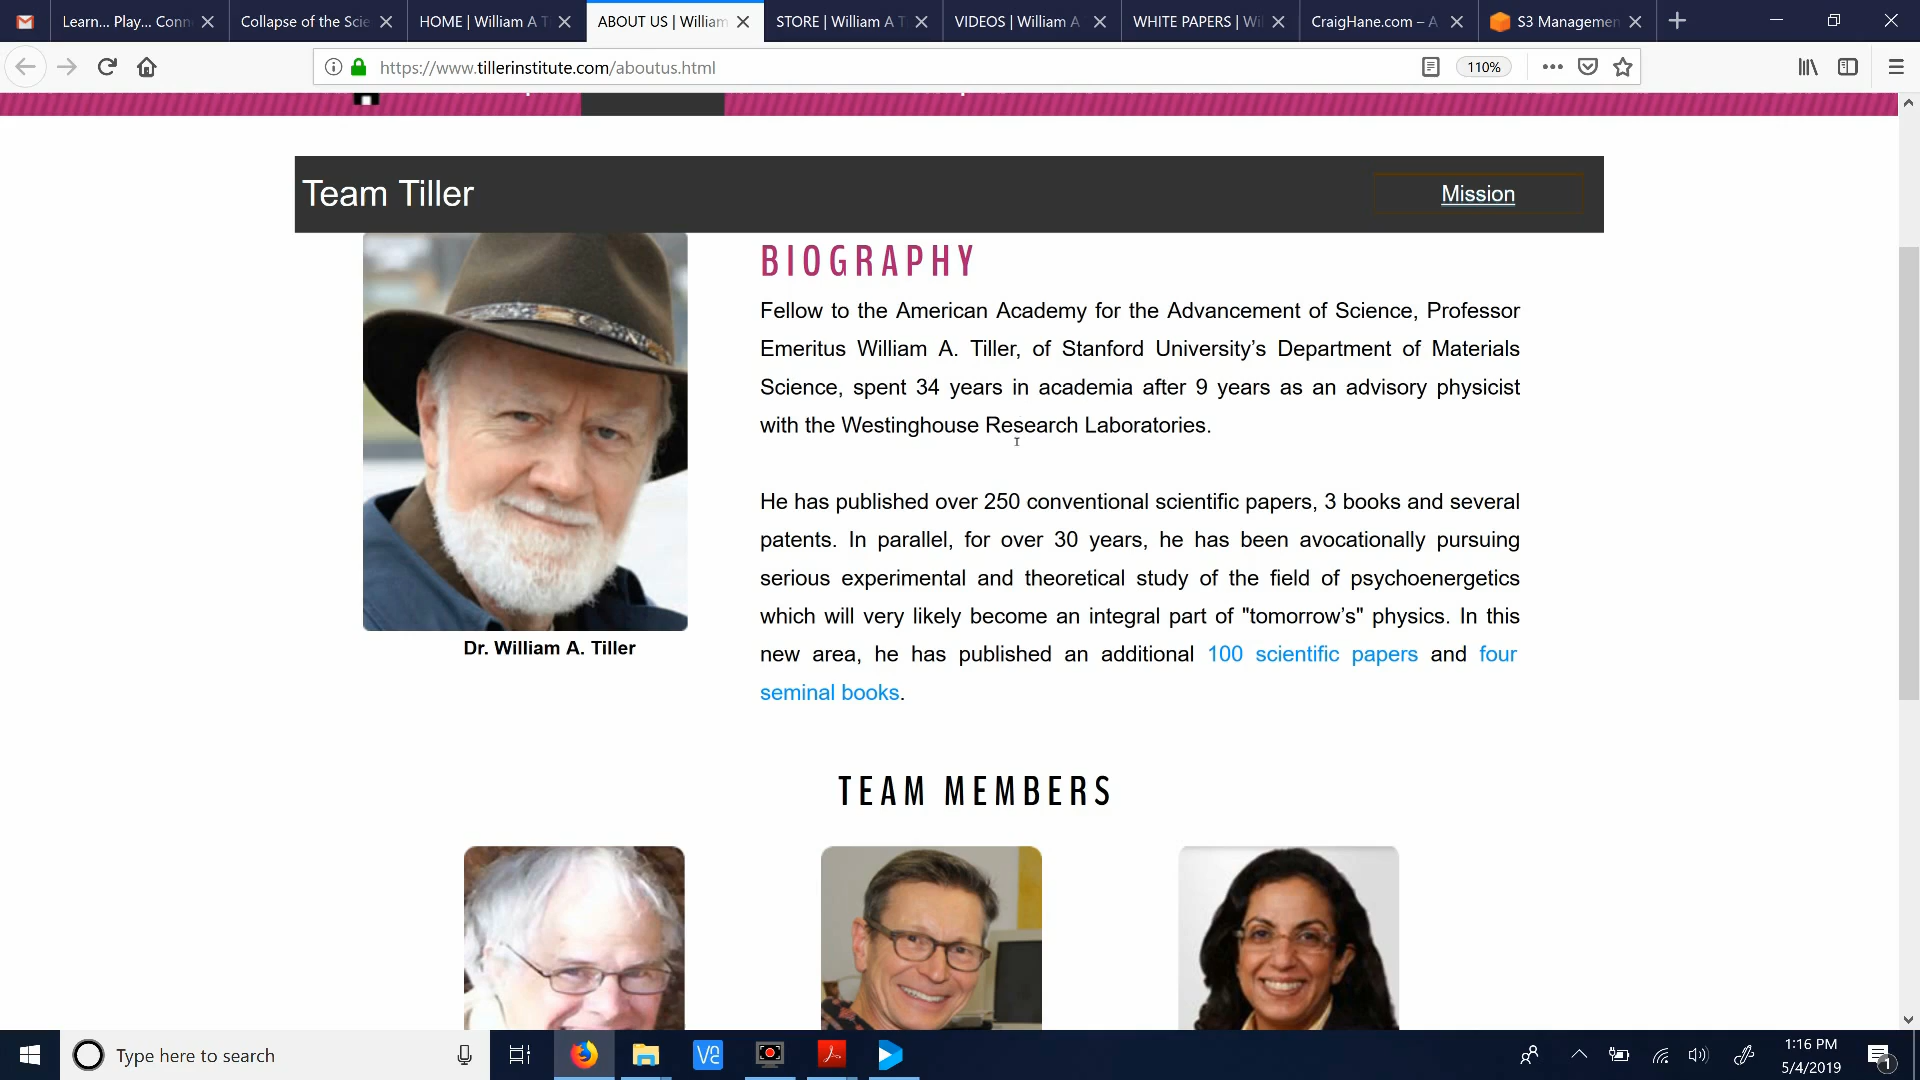 Learn... Play... Conn
Collapse of the Scie
HOME | William A T
ABOUT US | William
STORE | William A T
VIDEOS | William A
WHITE PAPERS | Wil
CraigHane.com – A
S3 Managemen
https://www.tillerinstitute.com/aboutus.html
110%
Team Tiller
Mission
BIOGRAPHY
Fellow to the American Academy for the Advancement of Science, Professor
Emeritus William A. Tiller, of Stanford University’s Department of Materials
Science, spent 34 years in academia after 9 years as an advisory physicist
with the Westinghouse Research Laboratories.
He has published over 250 conventional scientific papers, 3 books and several
patents. In parallel, for over 30 years, he has been avocationally pursuing
serious experimental and theoretical study of the field of psychoenergetics
which will very likely become an integral part of "tomorrow’s" physics. In this
new area, he has published an additional 100 scientific papers and four
seminal books.
Dr. William A. Tiller
TEAM MEMBERS
Type here to search
1:16 PM
5/4/2019
1